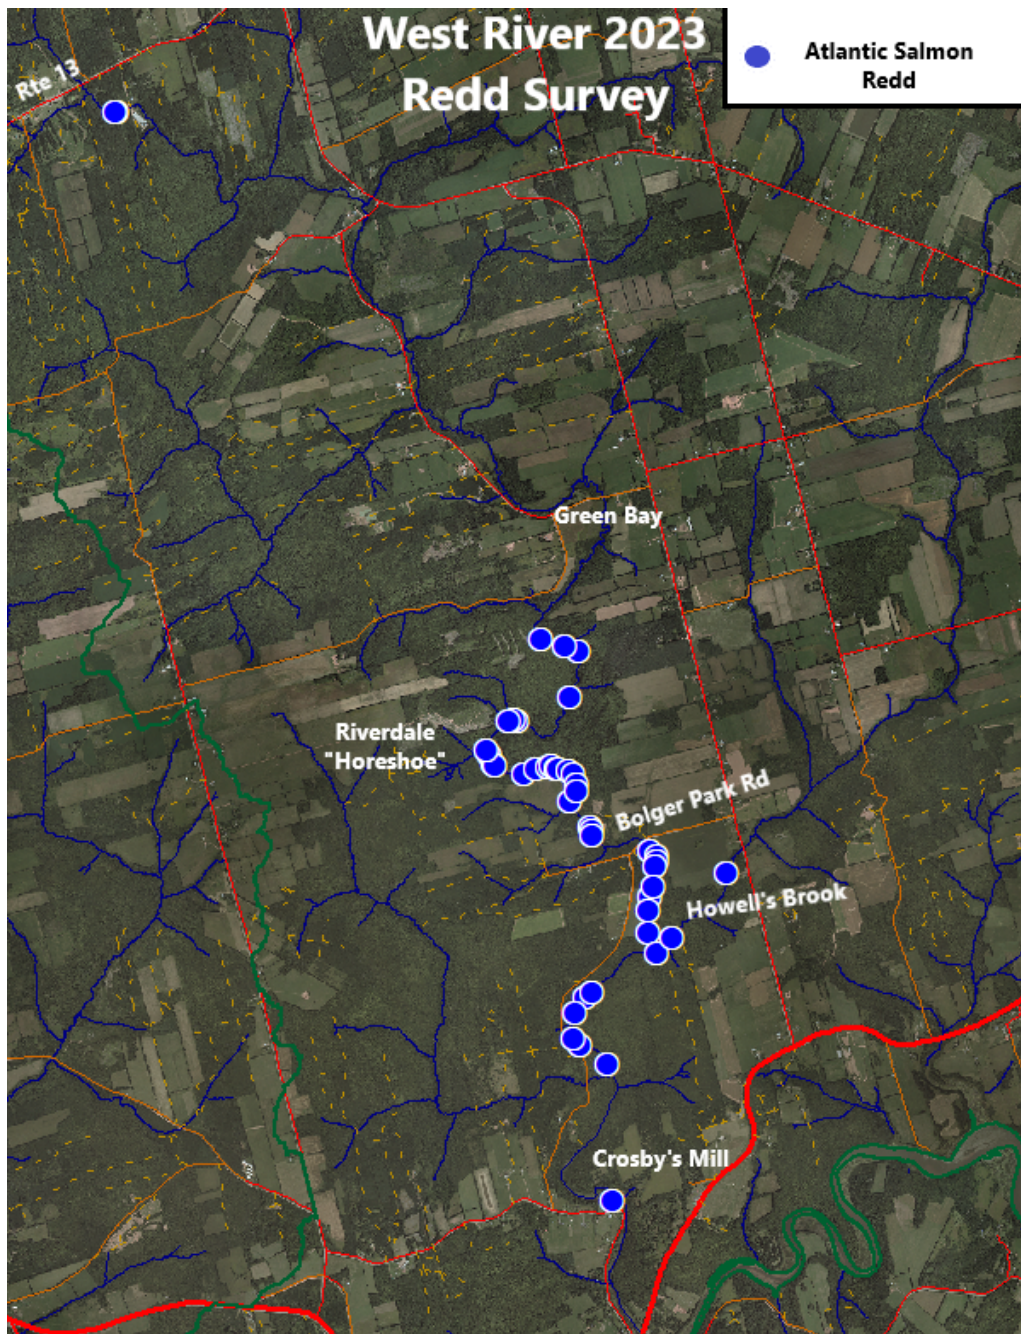 West River 2023
Redd Survey
Atlantic Salmon
Redd
Rte 13
Green Bay
Riverdale
"Horeshoe"
Bolger Park Rd
Howell's Brook
Crosby's Mill